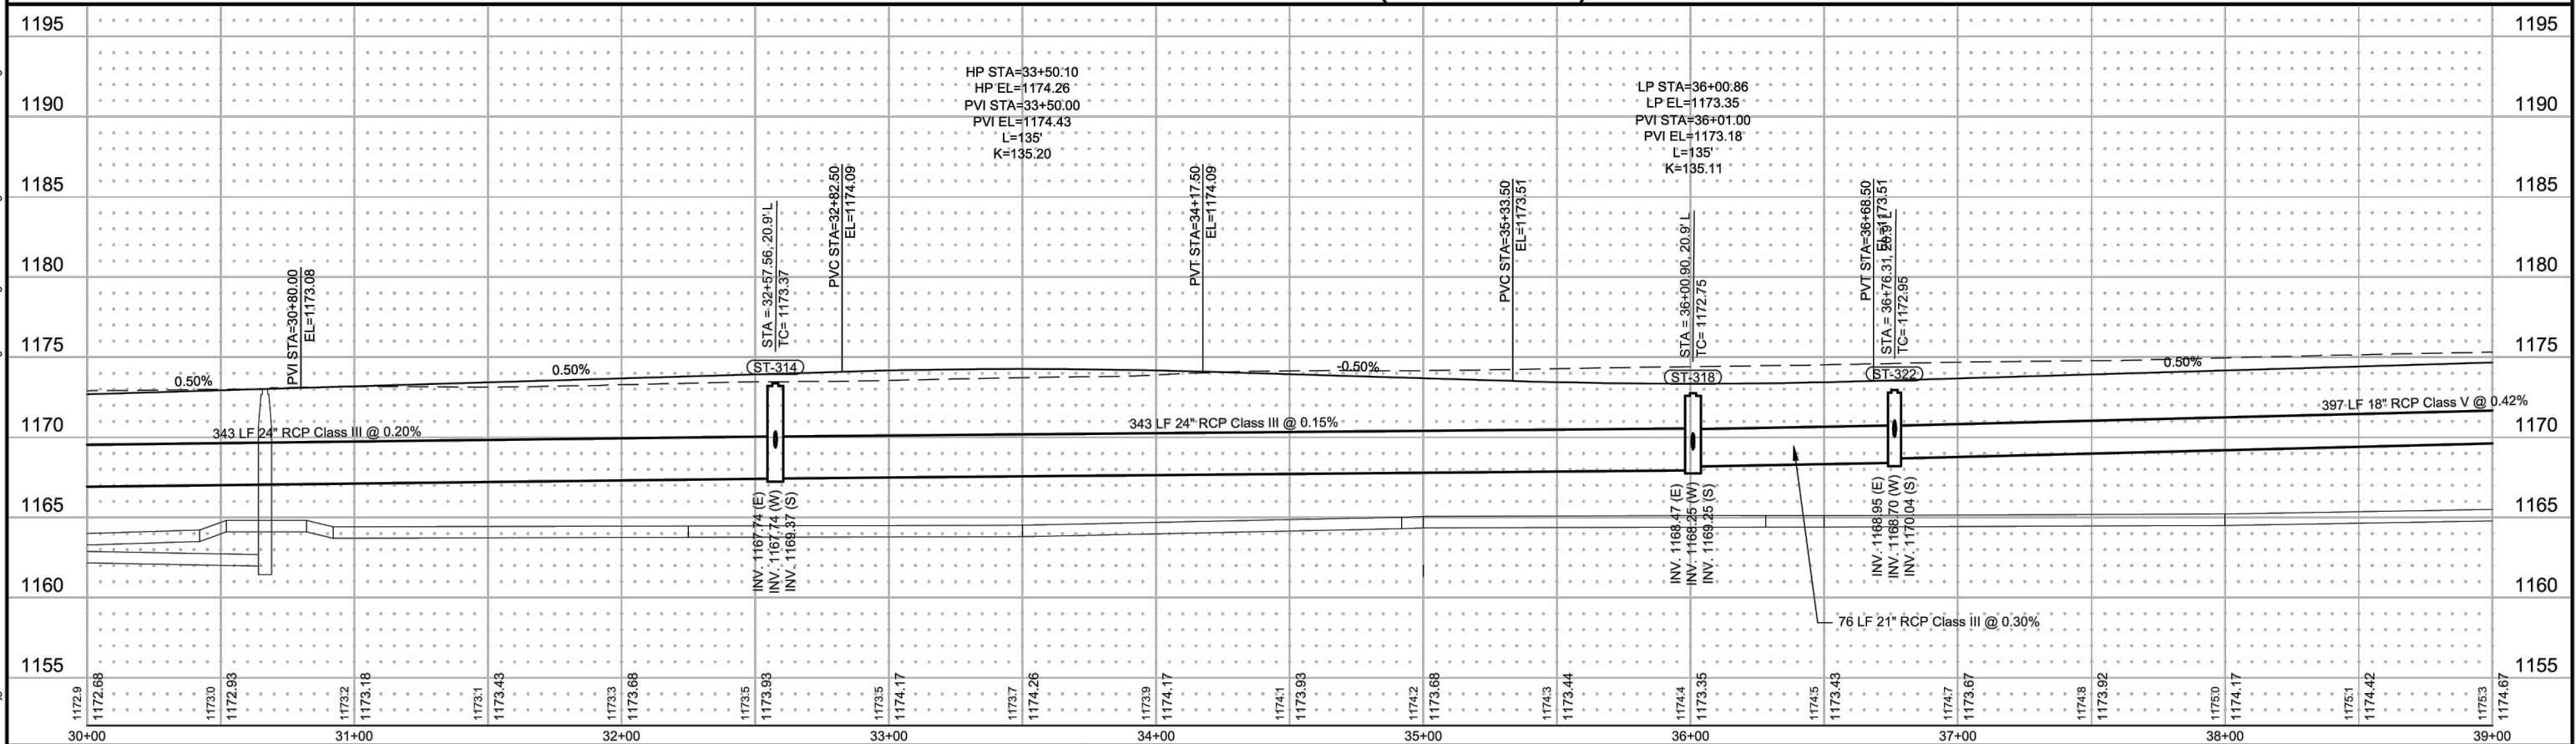 1195
1190
1185
1180
1175
1170
1165
1160
1155
1195
1190
1185
1180
1175
1170
1165
1160
1155
HP STA=33+50.10
HP EL=1174.26
PVI STA=33+50.00
PVI EL=1174.43
L=135'
K=135.20
LP STA=36+00.86
LP EL=1173.35
PVI STA=36+01.00
PVI EL=1173.18
L=135'
K=135.11
PVI STA=30+80.00
EL=1173.08
STA = 32+57.56, 20.9' L
TC= 1173.37
PVC STA=32+82.50
EL=1174.09
PVT STA=34+17.50
EL=1174.09
PVC STA=35+33.50
EL=1173.51
STA = 36+00.90, 20.9' L
TC= 1172.75
PVT STA=36+68.50
EL=1173.51
STA = 36+76.31, 20.9' L
TC= 1172.95
0.50%
0.50%
ST-314
-0.50%
ST-318
ST-322
0.50%
343 LF 24" RCP Class III @ 0.20%
343 LF 24" RCP Class III @ 0.15%
397 LF 18" RCP Class V @ 0.42%
INV. 1167.74 (E)
INV. 1167.74 (W)
INV. 1169.37 (S)
INV. 1168.47 (E)
INV. 1168.25 (W)
INV. 1169.25 (S)
INV. 1168.95 (E)
INV. 1168.70 (W)
INV. 1170.04 (S)
76 LF 21" RCP Class III @ 0.30%
1172.9
1172.68
1173.0
1172.93
1173.2
1173.18
1173.1
1173.43
1173.3
1173.68
1173.5
1173.93
1173.5
1174.17
1173.7
1174.26
1173.9
1174.17
1174.1
1173.93
1174.2
1173.68
1174.3
1173.44
1174.4
1173.35
1174.5
1173.43
1174.7
1173.67
1174.8
1173.92
1175.0
1174.17
1175.1
1174.42
1175.3
1174.67
30+00
31+00
32+00
33+00
34+00
35+00
36+00
37+00
38+00
39+00